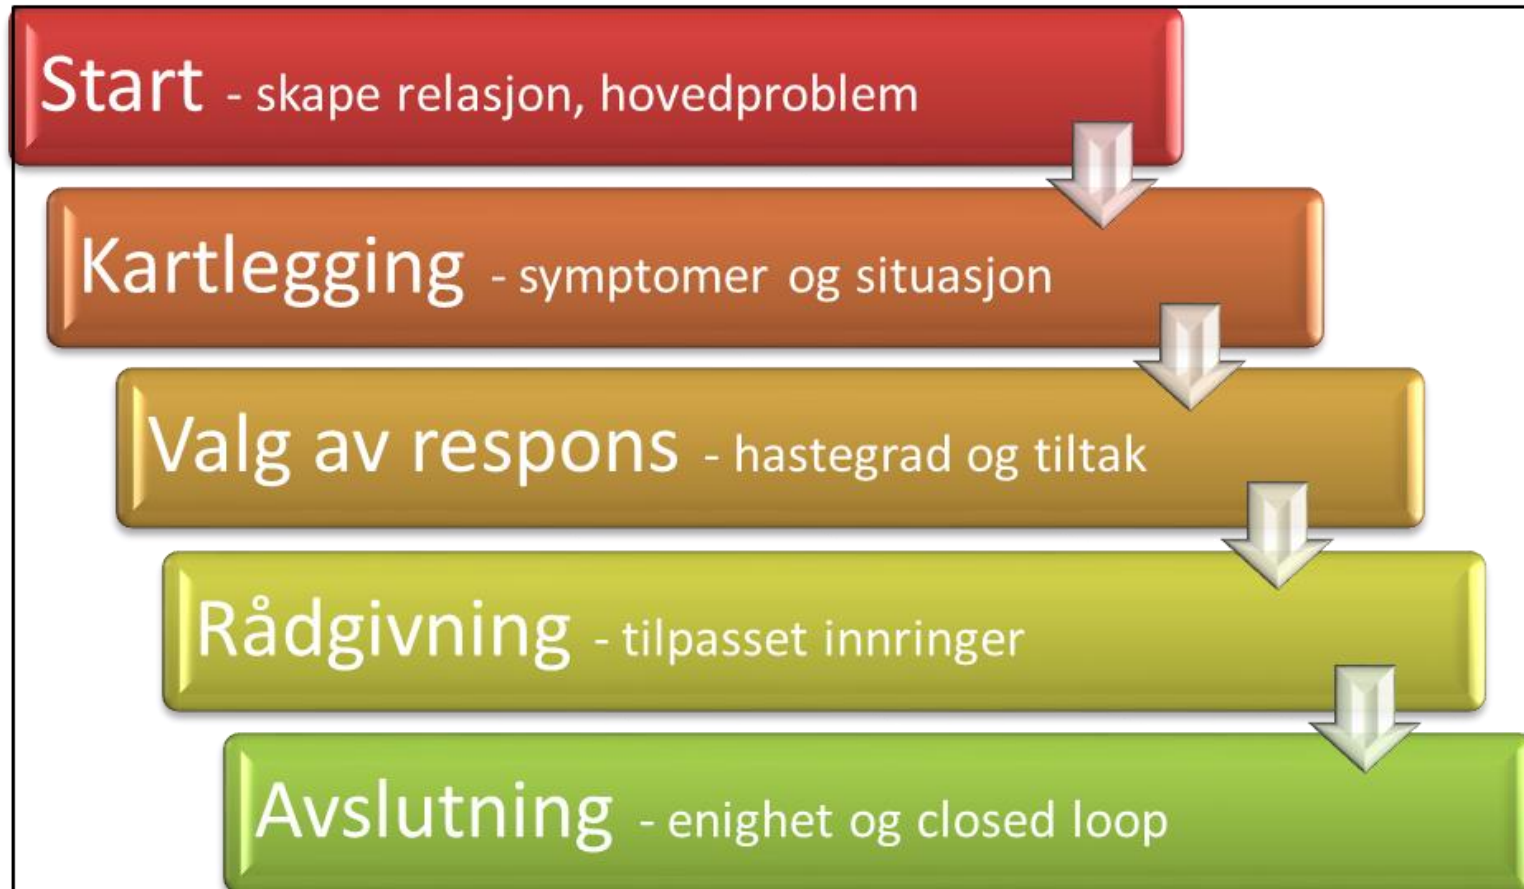 Start - skape relasjon, hovedproblem
Kartlegging - symptomer og situasjon
Valg av respons - hastegrad og tiltak
Rådgivning - tilpasset innringer
Avslutning - enighet og closed loop